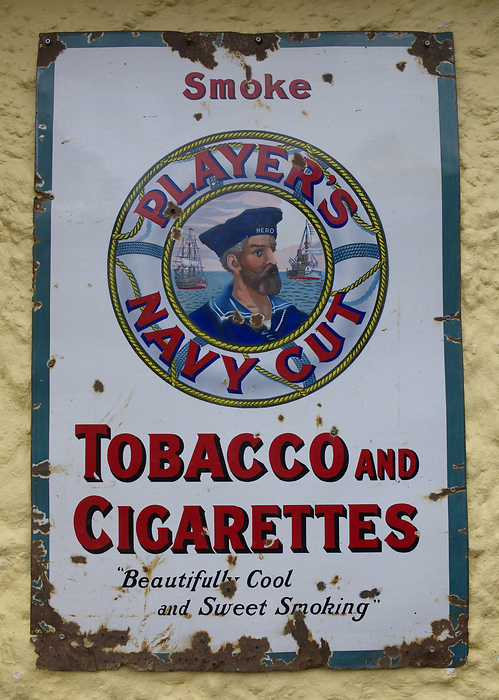 Smoke
PLAYER'S
HERO
NAVY CUT
TOBACCO AND
CIGARETTES
"Beautifully Cool
and Sweet Smoking"